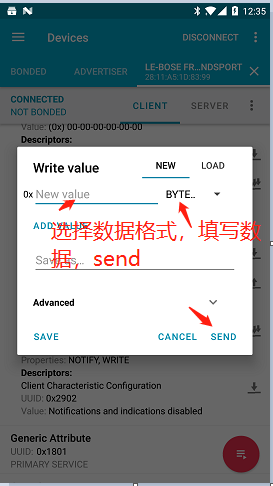 12:35
Devices
DISCONNECT
BONDED
ADVERTISER
LE-BOSE FR...NDSPORT
28:11:A5:1D:83:99
CONNECTED
NOT BONDED
CLIENT
SERVER
Value: (0x) 00-00-00-00-00-00
Descriptors:
Write value
NEW
LOAD
0x
New value
BYTE..
ADD VALUE
选择数据格式，填写数
据，send
Save as...
Advanced
SAVE
CANCEL
SEND
Properties: NOTIFY, WRITE
Descriptors:
Client Characteristic Configuration
UUID: 0x2902
Value: Notifications and indications disabled
Generic Attribute
UUID: 0x1801
PRIMARY SERVICE